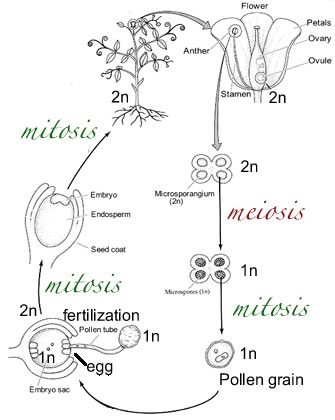 Flower
Petals
Ovary
Anther
Ovule
Stamen
2n
2n
mitosis
2n
Microsporangium
(2n)
meiosis
Embryo
Endosperm
Seed coat
1n
Microspores (1n)
mitosis
mitosis
2n
fertilization
Pollen tube
1n
1n
egg
Embryo sac
1n
Pollen grain